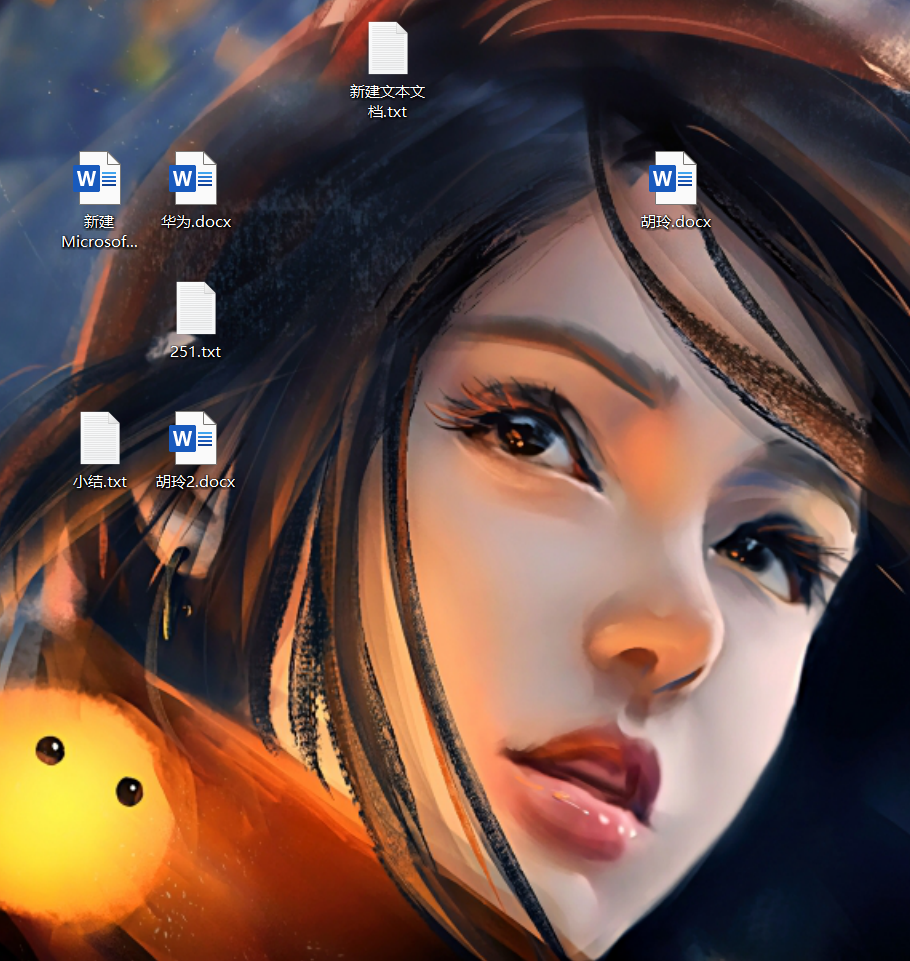 新建文本文
档.txt
新建
Microsof...
华为.docx
胡玲.docx
251.txt
小结.txt
胡玲2.docx